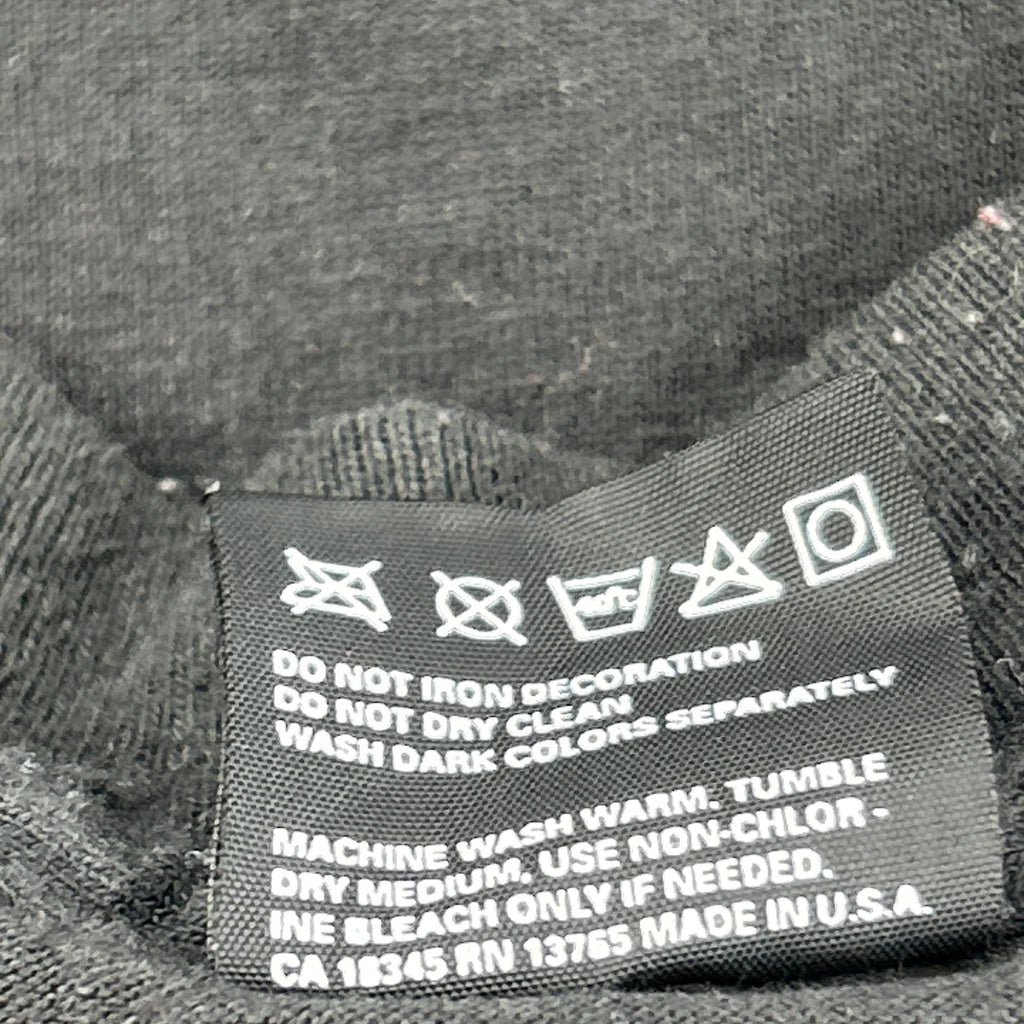 40°C
DO NOT IRON DECORATION
DO NOT DRY CLEAN
WASH DARK COLORS SEPARATELY
MACHINE WASH WARM. TUMBLE
DRY MEDIUM. USE NON-CHLOR -
INE BLEACH ONLY IF NEEDED.
CA 18345 RN 13765 MADE IN U.S.A.